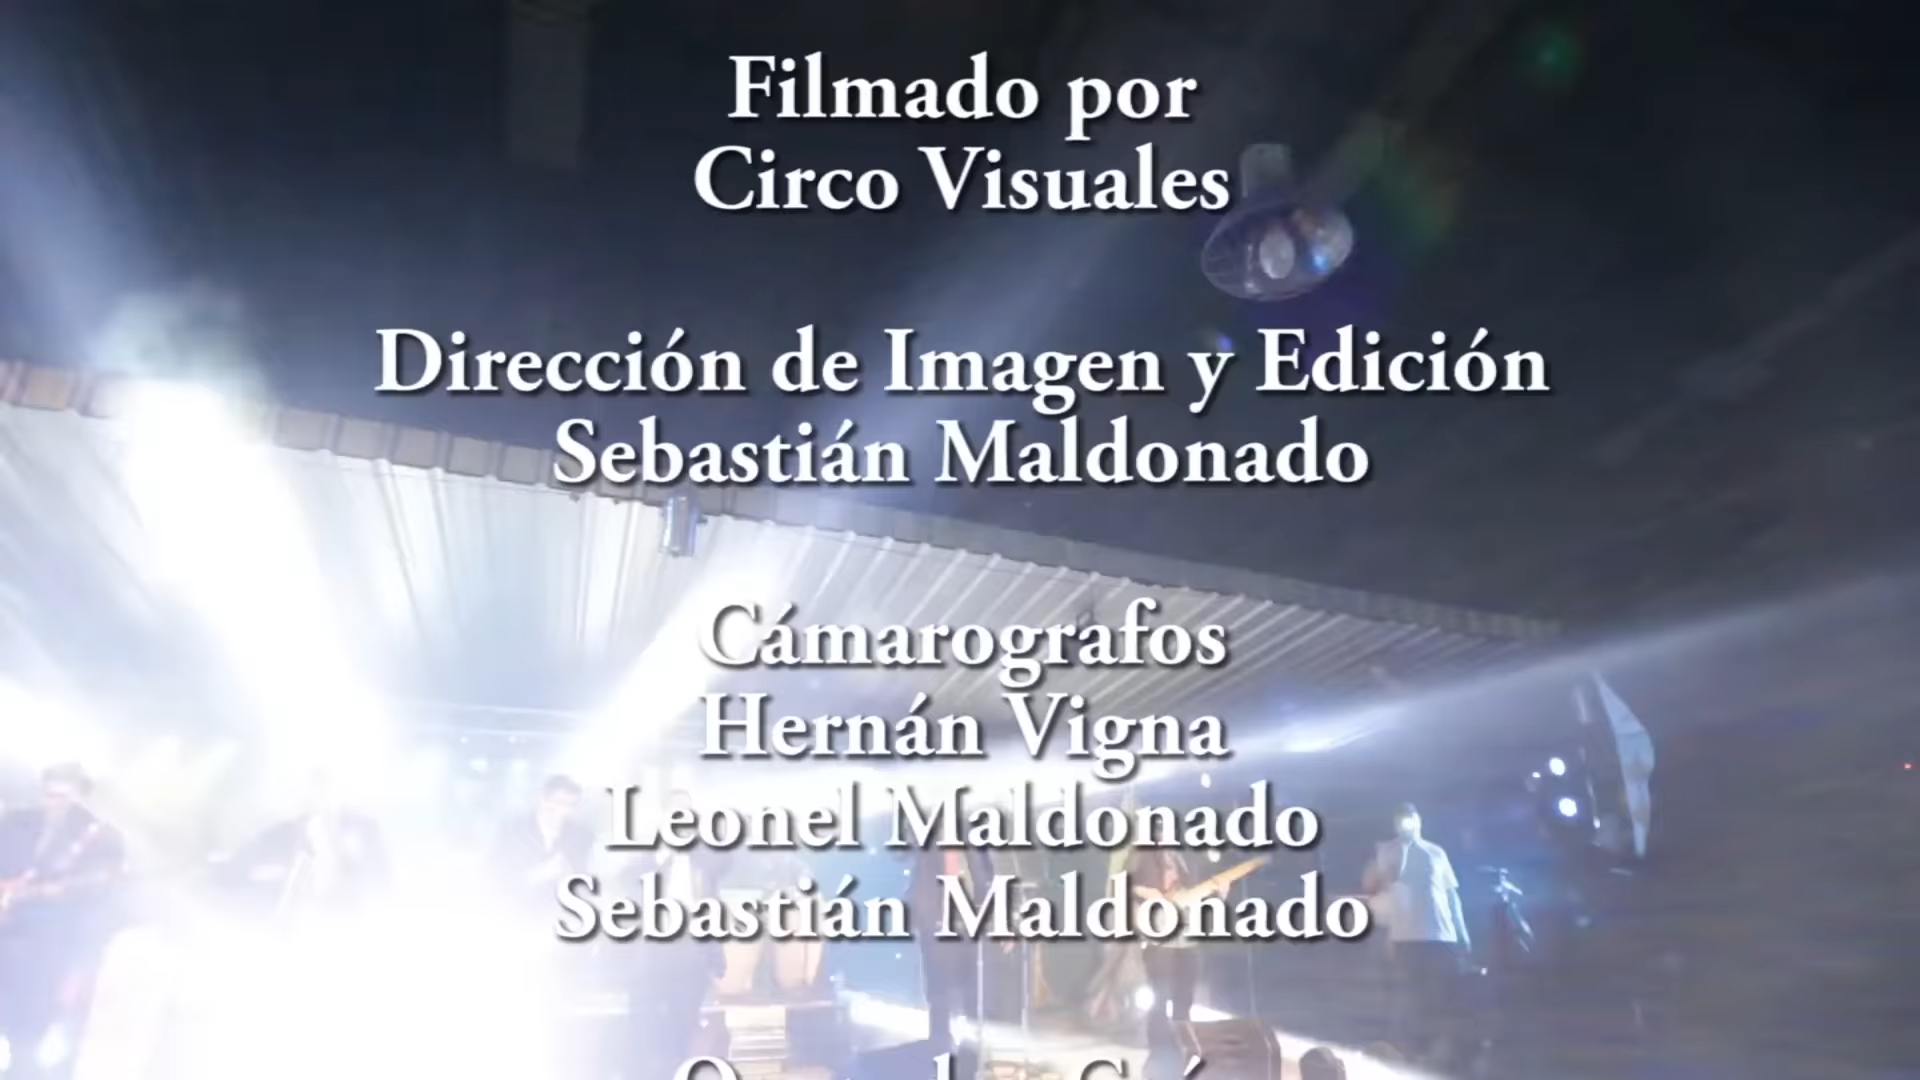 Filmado por
Circo Visuales
Dirección de Imagen y Edición
Sebastián Maldonado
Cámarografos
Hernán Vigna
Leonel Maldonado
Sebastián Maldonado